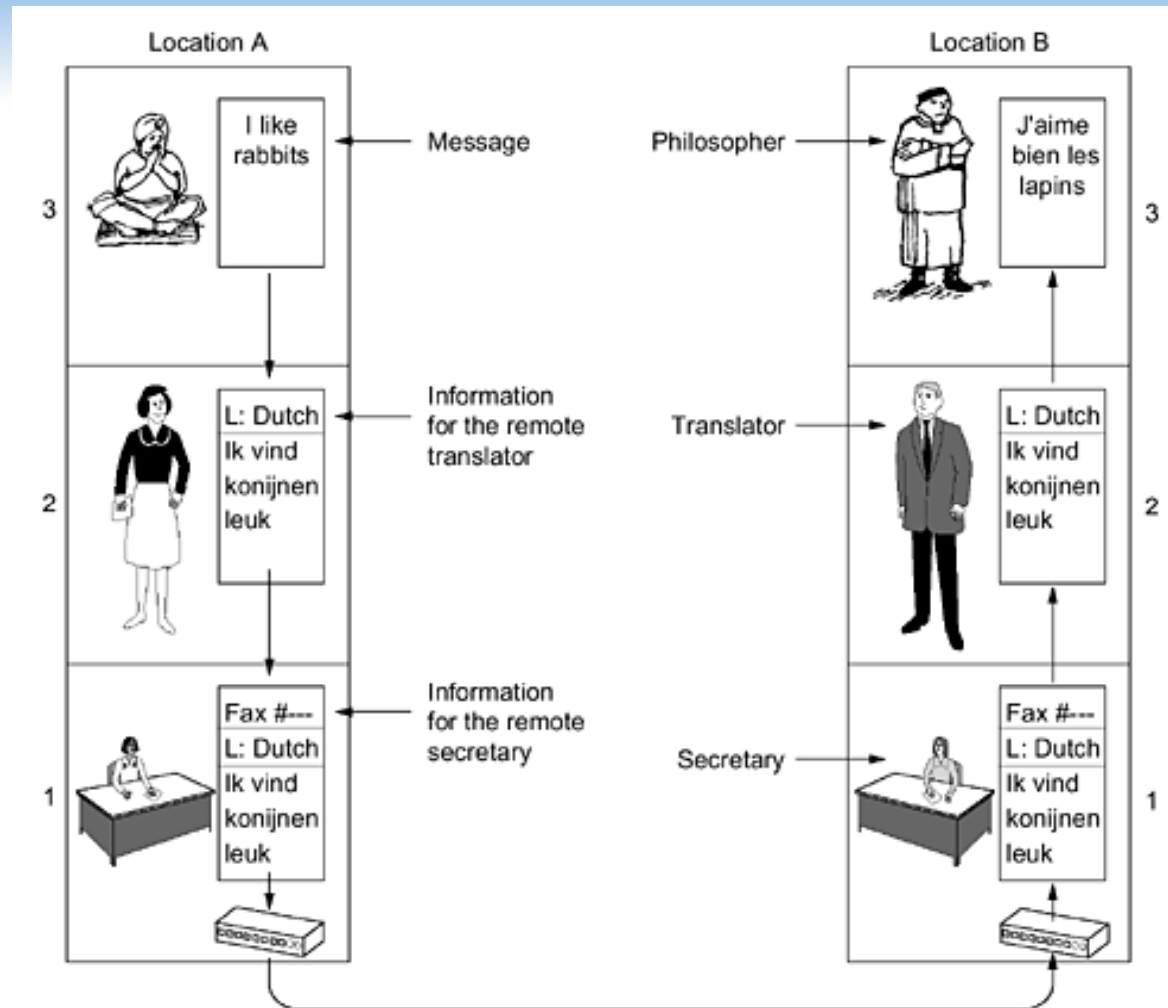 Location A
Location B
3
I like
rabbits
Message
Philosopher
J'aime
bien les
lapins
3
2
L: Dutch
Ik vind
konijnen
leuk
Information
for the remote
translator
Translator
L: Dutch
Ik vind
konijnen
leuk
2
1
Fax #---
L: Dutch
Ik vind
konijnen
leuk
Information
for the remote
secretary
Secretary
Fax #---
L: Dutch
Ik vind
konijnen
leuk
1